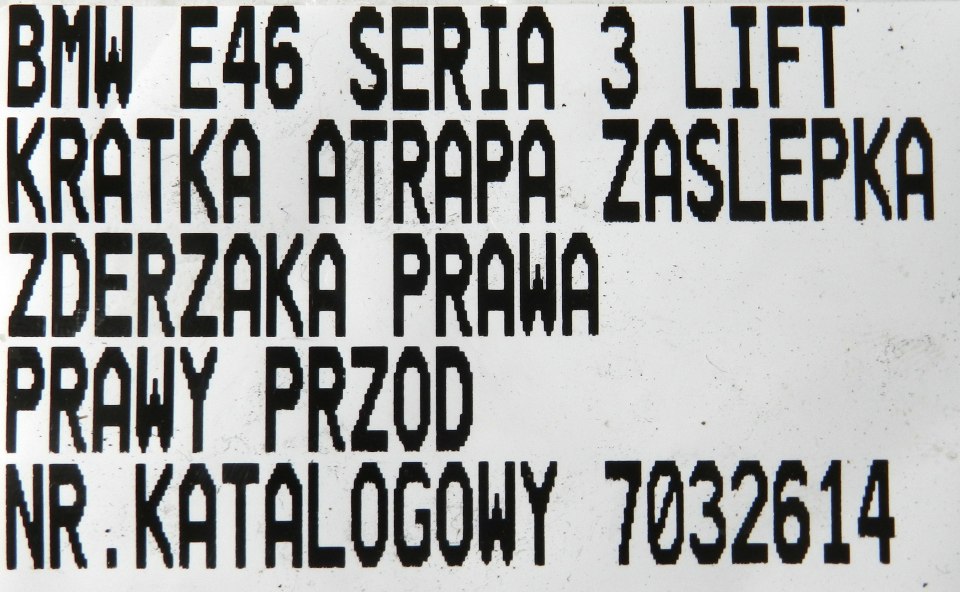 BMW E46 SERIA 3 LIFT
KRATKA ATRAPA ZASLEPKA
ZDERZAKA PRAWA
PRAWY PRZOD
NR.KATALOGOWY 7032614